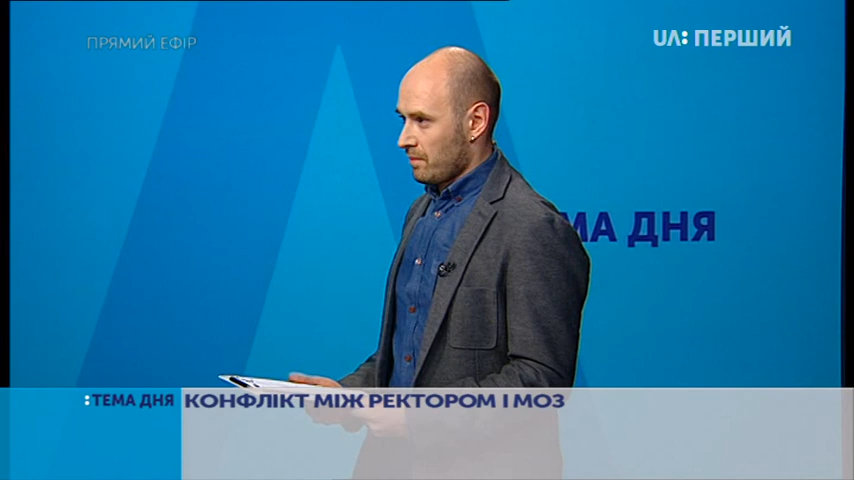 ПРЯМИЙ ЕФІР
UA: ПЕРШИЙ
МА ДНЯ
:ТЕМА ДНЯ
КОНФЛІКТ МІЖ РЕКТОРОМ І МОЗ